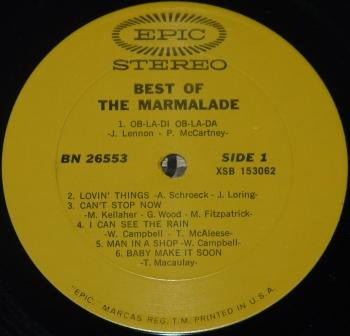 EPIC
STEREO
BEST OF
THE MARMALADE
1. OB-LA-DI OB-LA-DA
-J. Lennon - P. McCartney-
BN 26553 SIDE 1
XSB 153062
2. LOVIN' THINGS -A. Schroeck - J. Loring-
3. CAN'T STOP NOW
-M. Kellaher - G. Wood - M. Fitzpatrick-
4. I CAN SEE THE RAIN
-W. Campbell - T. McAleese-
5. MAN IN A SHOP -W. Campbell-
6. BABY MAKE IT SOON
-T. Macaulay-
"EPIC," MARCAS REG. T.M. PRINTED IN U.S.A.